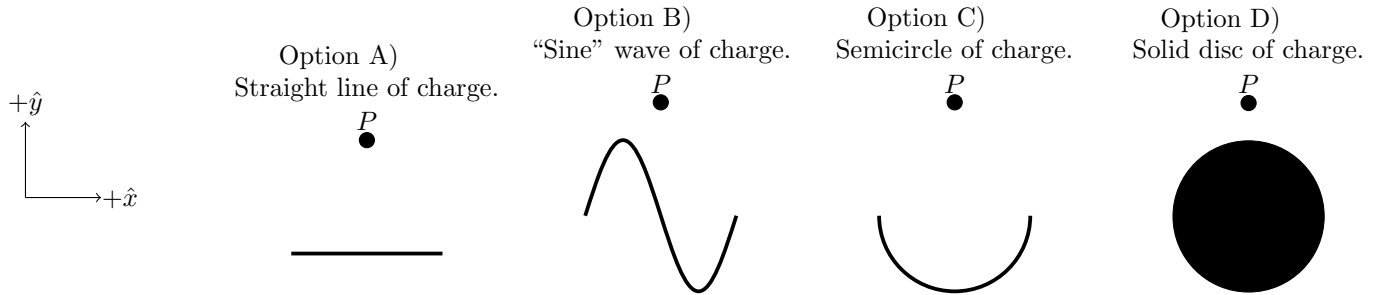 +ŷ
+x̂
Option A)
Straight line of charge.
P
Option B)
“Sine” wave of charge.
P
Option C)
Semicircle of charge.
P
Option D)
Solid disc of charge.
P